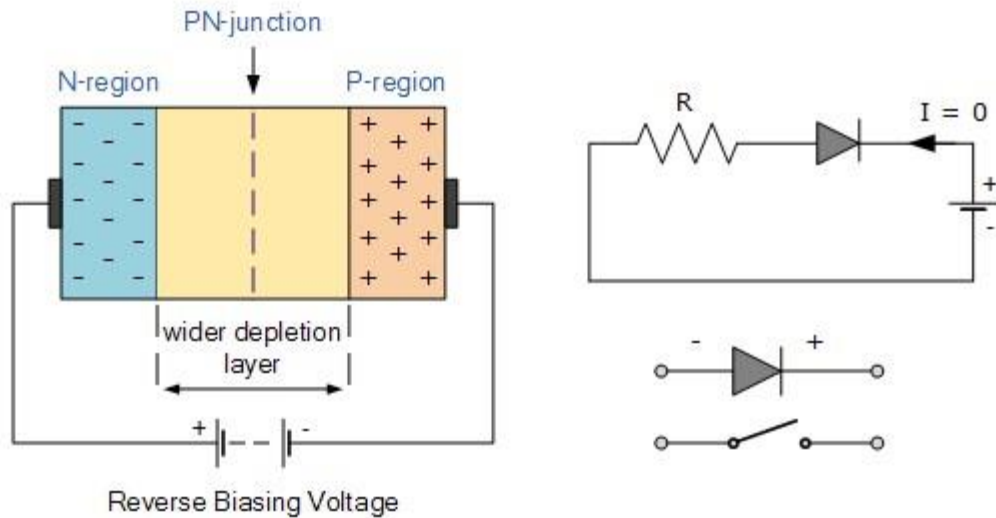 PN-junction
N-region
P-region
wider depletion
layer
+ -
Reverse Biasing Voltage
R
I = 0
+
-
- +